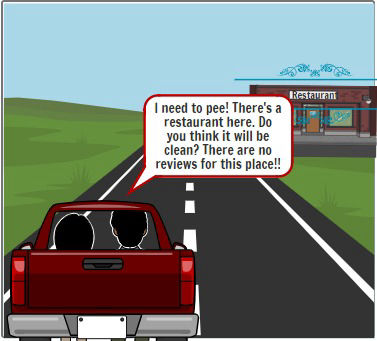 Restaurant
I need to pee! There's a
restaurant here. Do
you think it will be
clean? There are no
reviews for this place!!